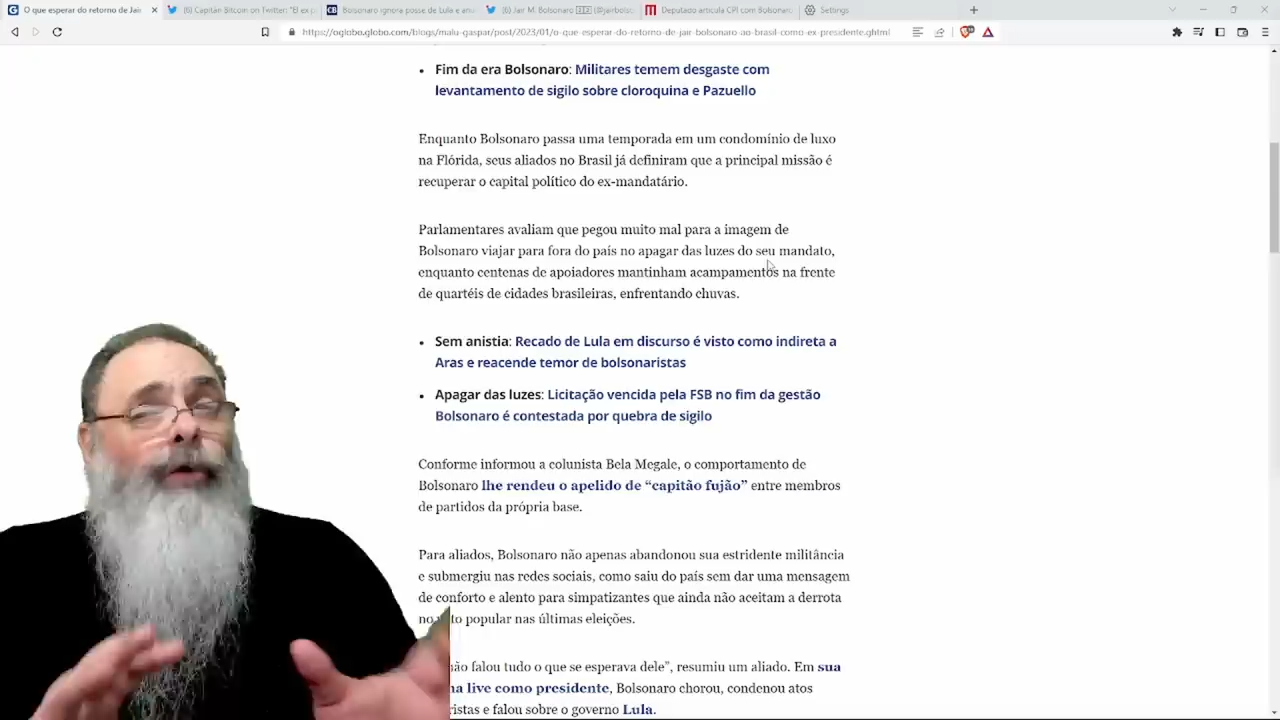 O que esperar do retorno de Jair
(6) Capitán Bitcoin on Twitter: "El ex p
Bolsonaro ignora posse de Lula e am
(6) Jair M. Bolsonaro (@jairbolso
Deputado articula CPI com Bolsonaro
Settings
https://oglobo.globo.com/blogs/malu-gaspar/post/2023/01/o-que-esperar-do-retorno-de-jair-bolsonaro-ao-brasil-como-ex-presidente.ghtml
• Fim da era Bolsonaro: Militares temem desgaste com
levantamento de sigilo sobre cloroquina e Pazuello
Enquanto Bolsonaro passa uma temporada em um condomínio de luxo
na Flórida, seus aliados no Brasil já definiram que a principal missão é
recuperar o capital político do ex-mandatário.
Parlamentares avaliam que pegou muito mal para a imagem de
Bolsonaro viajar para fora do país no apagar das luzes do seu mandato,
enquanto centenas de apoiadores mantinham acampamentos na frente
de quartéis de cidades brasileiras, enfrentando chuvas.
• Sem anistia: Recado de Lula em discurso é visto como indireta a
Aras e reacende temor de bolsonaristas
• Apagar das luzes: Licitação vencida pela FSB no fim da gestão
Bolsonaro é contestada por quebra de sigilo
Conforme informou a colunista Bela Megale, o comportamento de
Bolsonaro lhe rendeu o apelido de “capitão fujão” entre membros
de partidos da própria base.
Para aliados, Bolsonaro não apenas abandonou sua estridente militância
e submergiu nas redes sociais, como saiu do país sem dar uma mensagem
de conforto e alento para simpatizantes que ainda não aceitam a derrota
no voto popular nas últimas eleições.
não falou tudo o que se esperava dele”, resumiu um aliado. Em sua
live como presidente, Bolsonaro chorou, condenou atos
ristas e falou sobre o governo Lula.